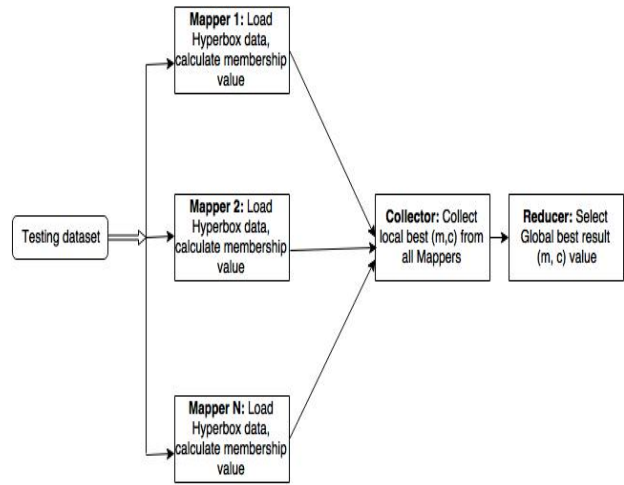 Mapper 1: Load
Hyperbox data,
calculate membership
value
Testing dataset
Mapper 2: Load
Hyperbox data,
calculate membership
value
Collector: Collect
local best (m,c) from
all Mappers
Reducer: Select
Global best result
(m, c) value
Mapper N: Load
Hyperbox data,
calculate membership
value